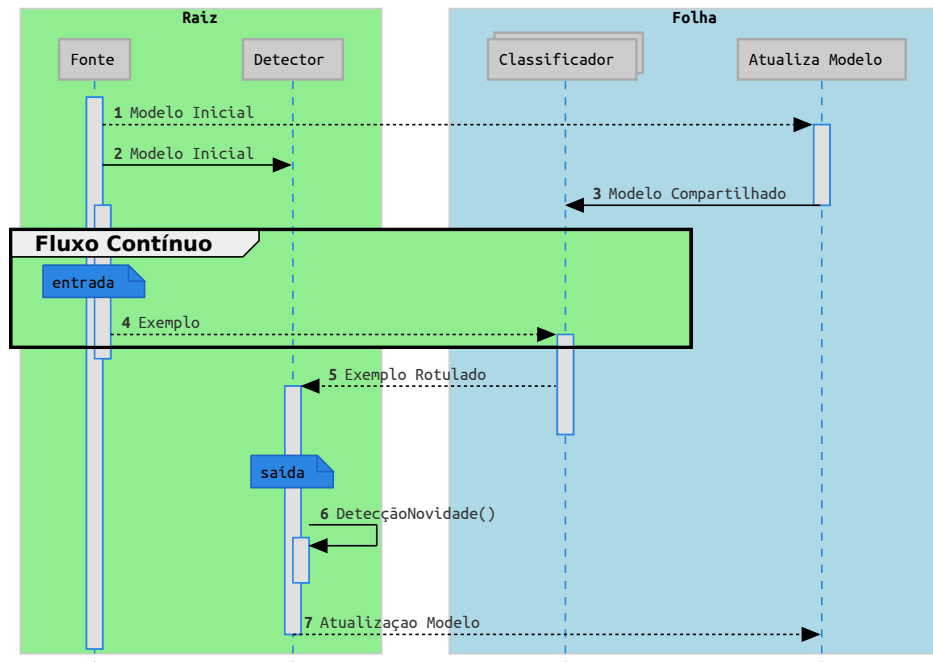 Raiz
Folha
Fonte
Detector
Classificador
Atualiza Modelo
1 Modelo Inicial
2 Modelo Inicial
3 Modelo Compartilhado
Fluxo Contínuo
entrada
4 Exemplo
5 Exemplo Rotulado
saída
6 DetecçãoNovidade()
7 Atualizaçao Modelo